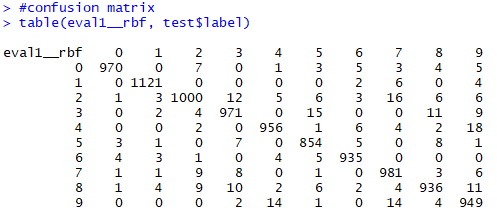 > #confusion matrix
> table(eval1__rbf, test$label)
eval1__rbf 0 1 2 3 4 5 6 7 8 9
0 970 0 7 0 1 3 5 3 4 5
1 0 1121 0 0 0 0 2 6 0 4
2 1 3 1000 12 5 6 3 16 6 6
3 0 2 4 971 0 15 0 0 11 9
4 0 0 2 0 956 1 6 4 2 18
5 3 1 0 7 0 854 5 0 8 1
6 4 3 1 0 4 5 935 0 0 0
7 1 1 9 8 0 1 0 981 3 6
8 1 4 9 10 2 6 2 4 936 11
9 0 0 0 2 14 1 0 14 4 949